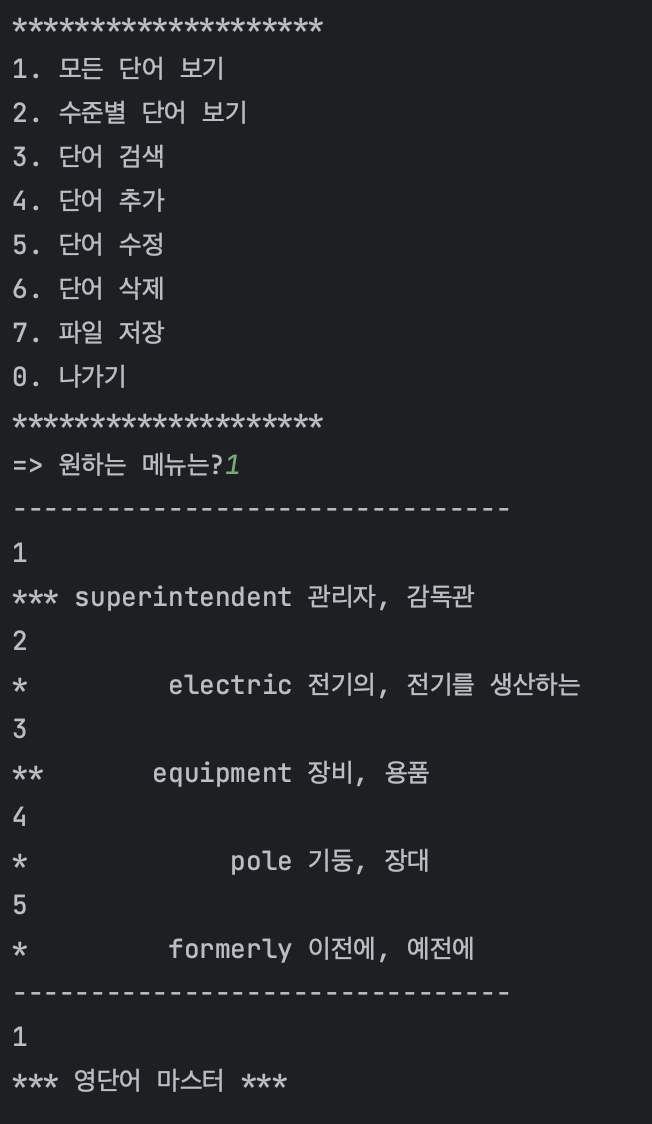 ********************
1. 모든 단어 보기
2. 수준별 단어 보기
3. 단어 검색
4. 단어 추가
5. 단어 수정
6. 단어 삭제
7. 파일 저장
0. 나가기
********************
=> 원하는 메뉴는?1
--------------------------------
1
*** superintendent 관리자, 감독관
2
*         electric 전기의, 전기를 생산하는
3
**       equipment 장비, 용품
4
*             pole 기둥, 장대
5
*         formerly 이전에, 예전에
--------------------------------
1
*** 영단어 마스터 ***